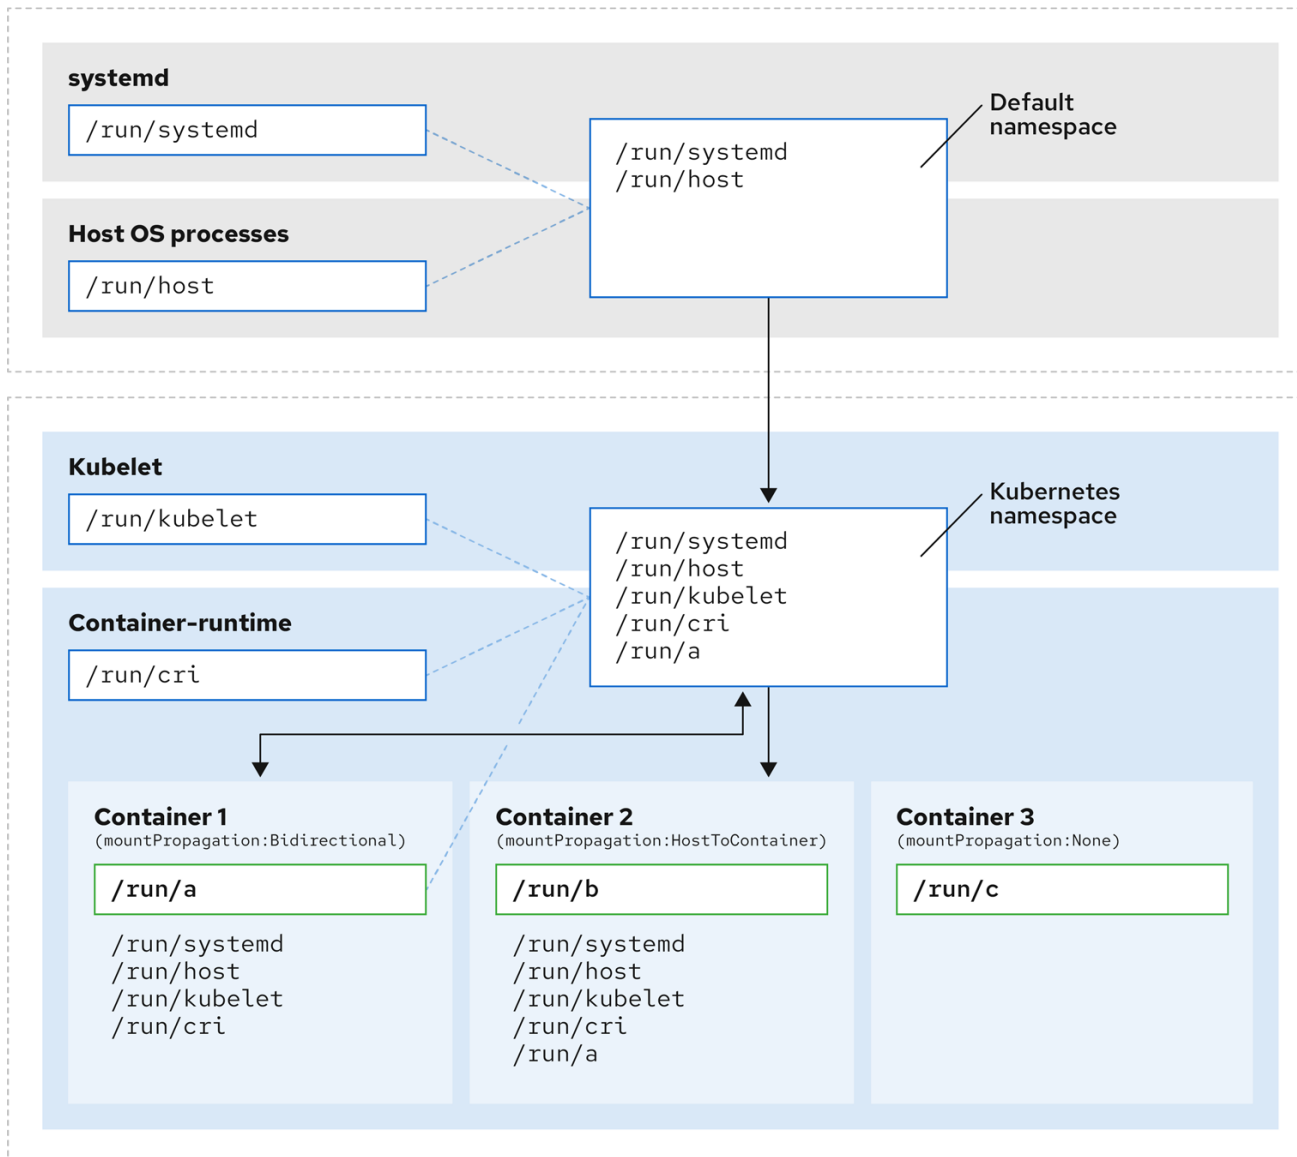 systemd
/run/systemd
Default
namespace
/run/systemd
/run/host
Host OS processes
/run/host
Kubelet
/run/kubelet
Kubernetes
namespace
/run/systemd
/run/host
/run/kubelet
/run/cri
/run/a
Container-runtime
/run/cri
Container 1
(mountPropagation:Bidirectional)
/run/a
/run/systemd
/run/host
/run/kubelet
/run/cri
Container 2
(mountPropagation:HostToContainer)
/run/b
/run/systemd
/run/host
/run/kubelet
/run/cri
/run/a
Container 3
(mountPropagation:None)
/run/c